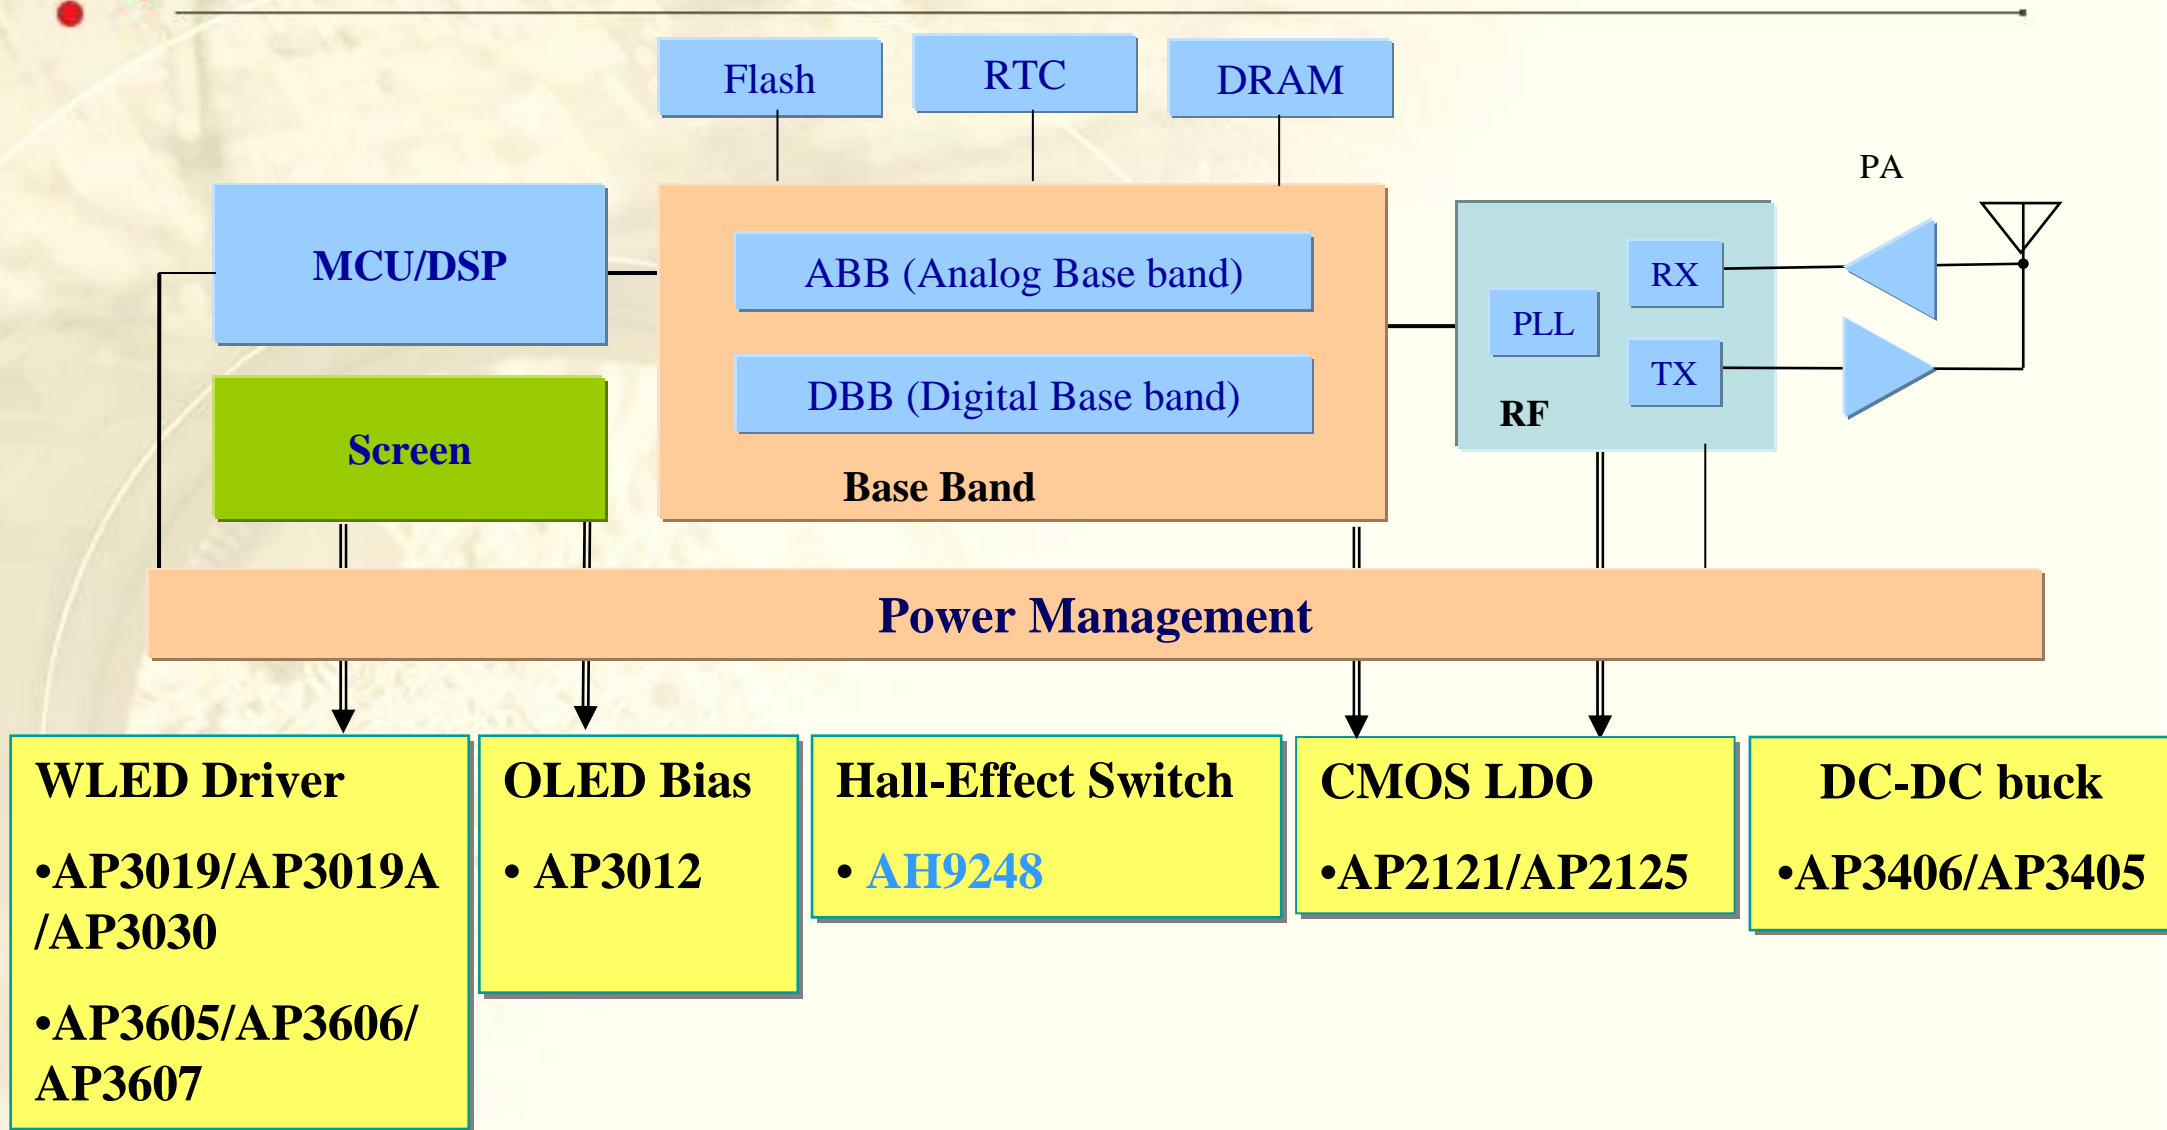 Flash
RTC
DRAM
PA
MCU/DSP
ABB (Analog Base band)
RX
PLL
TX
DBB (Digital Base band)
RF
Screen
Base Band
Power Management
WLED Driver
•AP3019/AP3019A
/AP3030
•AP3605/AP3606/
AP3607
OLED Bias
• AP3012
Hall-Effect Switch
• AH9248
CMOS LDO
•AP2121/AP2125
DC-DC buck
•AP3406/AP3405